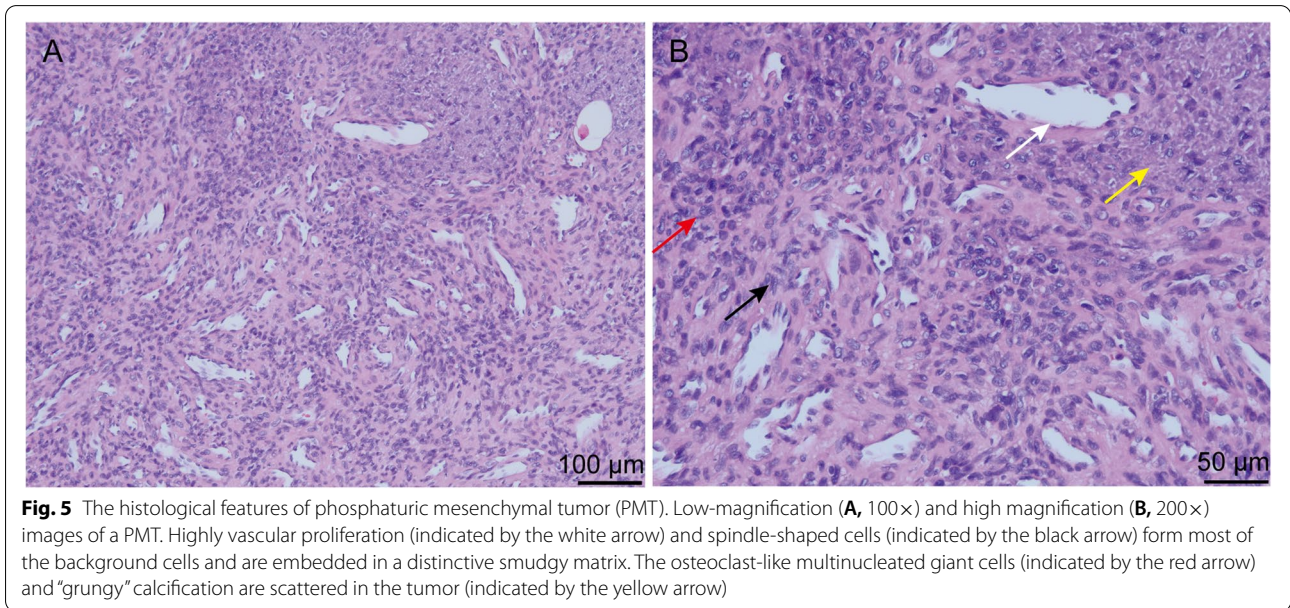 A
B
100 μm
50 μm
Fig. 5 The histological features of phosphaturic mesenchymal tumor (PMT). Low-magnification (A, 100×) and high magnification (B, 200×)
images of a PMT. Highly vascular proliferation (indicated by the white arrow) and spindle-shaped cells (indicated by the black arrow) form most of
the background cells and are embedded in a distinctive smudgy matrix. The osteoclast-like multinucleated giant cells (indicated by the red arrow)
and "grungy" calcification are scattered in the tumor (indicated by the yellow arrow)